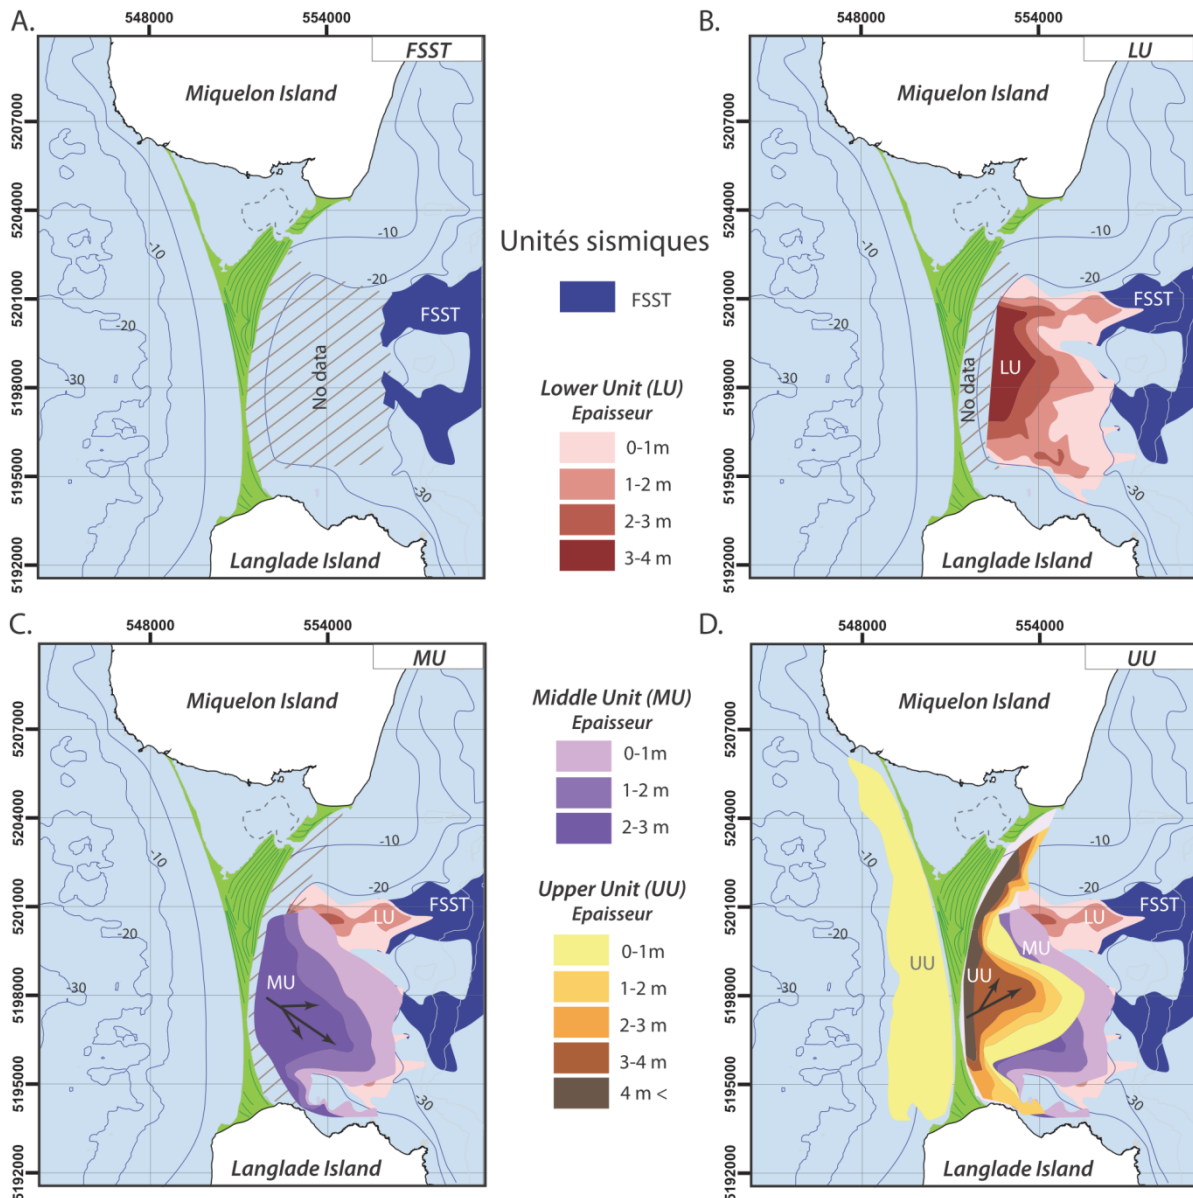 A.
548000
554000
FSST
Miquelon Island
5207000
5204000
5201000
5198000
5195000
5192000
-10
-20
-20
-30
-30
No data
FSST
Langlade Island
B.
548000
554000
LU
Miquelon Island
5207000
5204000
5201000
5198000
5195000
5192000
-10
-10
-20
-20
-30
-30
No data
LU
FSST
Langlade Island
Unités sismiques
FSST
Lower Unit (LU)
Epaisseur
0-1m
1-2 m
2-3 m
3-4 m
C.
548000
554000
MU
Miquelon Island
5207000
5204000
5201000
5198000
5195000
5192000
-10
-10
-20
-20
-30
-30
MU
LU
FSST
Langlade Island
Middle Unit (MU)
Epaisseur
0-1m
1-2 m
2-3 m
Upper Unit (UU)
Epaisseur
0-1m
1-2 m
2-3 m
3-4 m
4 m <
D.
548000
554000
UU
Miquelon Island
5207000
5204000
5201000
5198000
5195000
5192000
-10
-10
-20
-20
-30
-30
UU
UU
MU
LU
FSST
Langlade Island